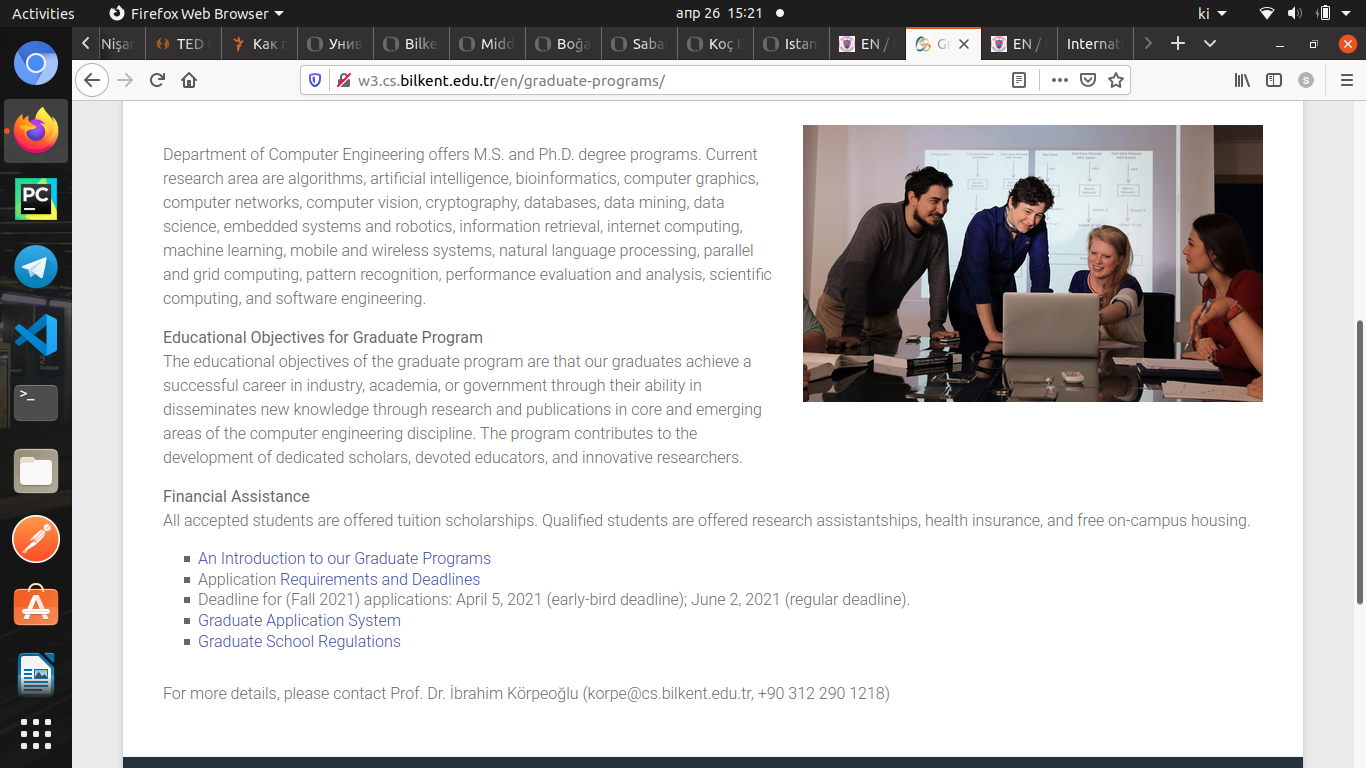 Activities
Firefox Web Browser
апр 26 15:21
ki
Nişan
TED
Как
Унив
Bilke
Midd
Boğa
Saba
Koç
Istan
EN /
Gr
EN /
Internat
w3.cs.bilkent.edu.tr/en/graduate-programs/
S
PC
>_
Department of Computer Engineering offers M.S. and Ph.D. degree programs. Current
research area are algorithms, artificial intelligence, bioinformatics, computer graphics,
computer networks, computer vision, cryptography, databases, data mining, data
science, embedded systems and robotics, information retrieval, internet computing,
machine learning, mobile and wireless systems, natural language processing, parallel
and grid computing, pattern recognition, performance evaluation and analysis, scientific
computing, and software engineering.
Educational Objectives for Graduate Program
The educational objectives of the graduate program are that our graduates achieve a
successful career in industry, academia, or government through their ability in
disseminates new knowledge through research and publications in core and emerging
areas of the computer engineering discipline. The program contributes to the
development of dedicated scholars, devoted educators, and innovative researchers.
Financial Assistance
All accepted students are offered tuition scholarships. Qualified students are offered research assistantships, health insurance, and free on-campus housing.
An Introduction to our Graduate Programs
Application Requirements and Deadlines
Deadline for (Fall 2021) applications: April 5, 2021 (early-bird deadline); June 2, 2021 (regular deadline).
Graduate Application System
Graduate School Regulations
For more details, please contact Prof. Dr. İbrahim Körpeoğlu (korpe@cs.bilkent.edu.tr, +90 312 290 1218)